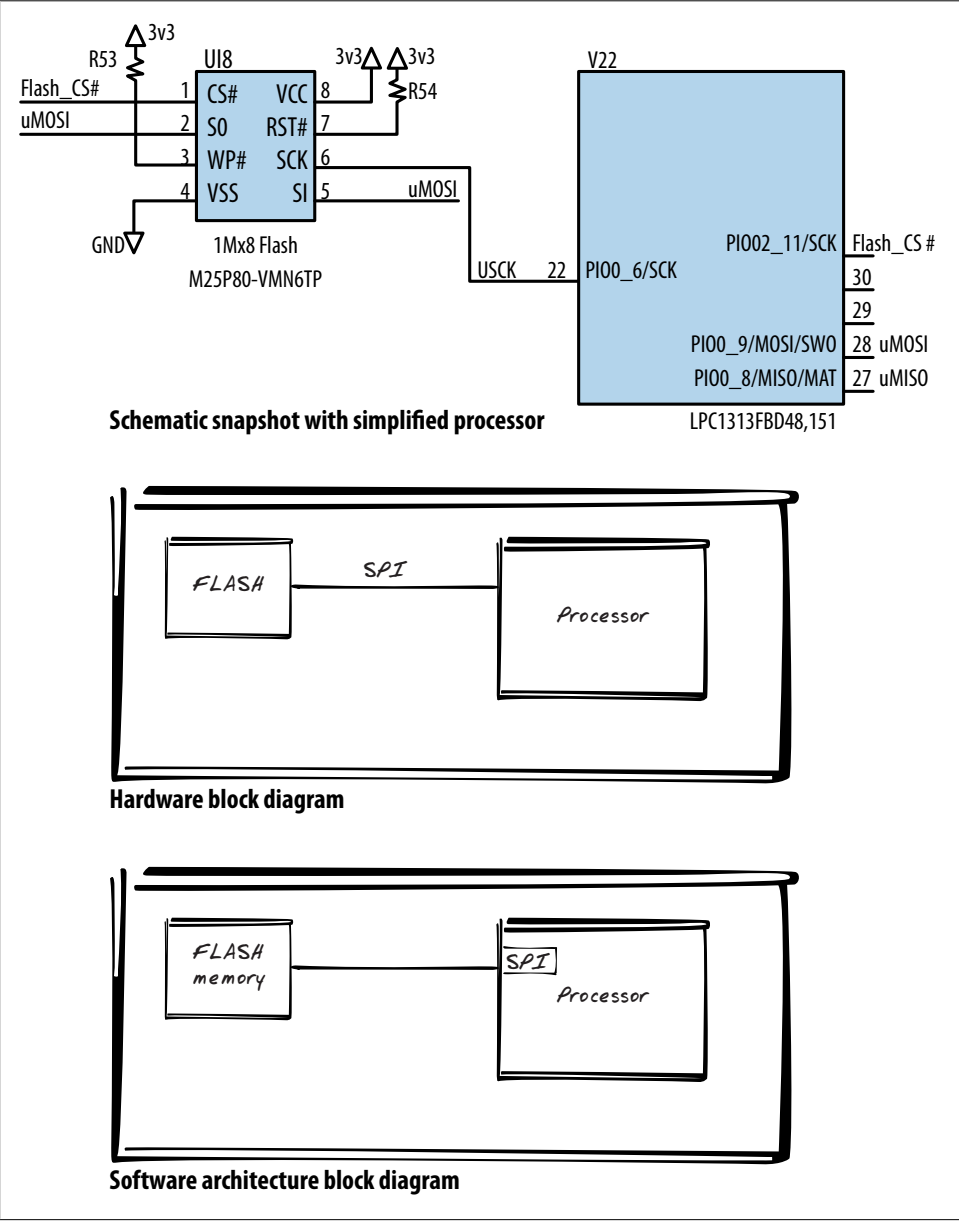 3v3
R53
UI8
3v3
3v3
V22
Flash_CS#
1
CS#
VCC
8
R54
uMOSI
2
S0
RST#
7
3
WP#
SCK
6
4
VSS
SI
5
uMOSI
GND
1Mx8 Flash
M25P80-VMN6TP
USCK
22
PIO0_6/SCK
PIO02_11/SCK
Flash_CS #
30
29
PIO0_9/MOSI/SWO
28
uMOSI
PIO0_8/MISO/MAT
27
uMISO
LPC1313FBD48,151
Schematic snapshot with simplified processor
FLASH
SPI
Processor
Hardware block diagram
FLASH
memory
SPI
Processor
Software architecture block diagram